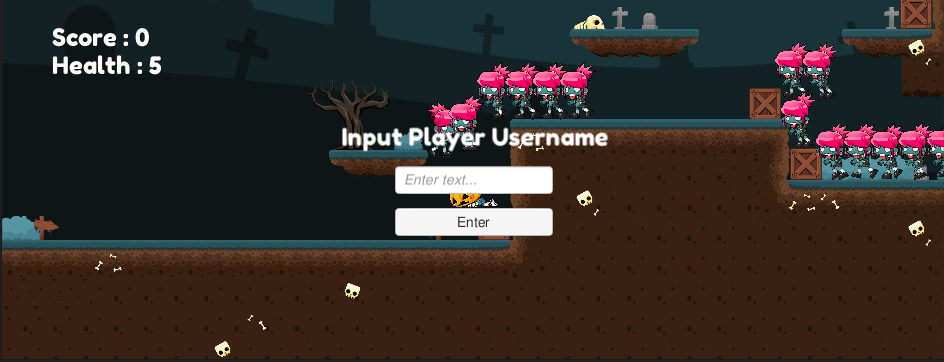 Score : 0
Health : 5
Input Player Username
Enter text...
Enter